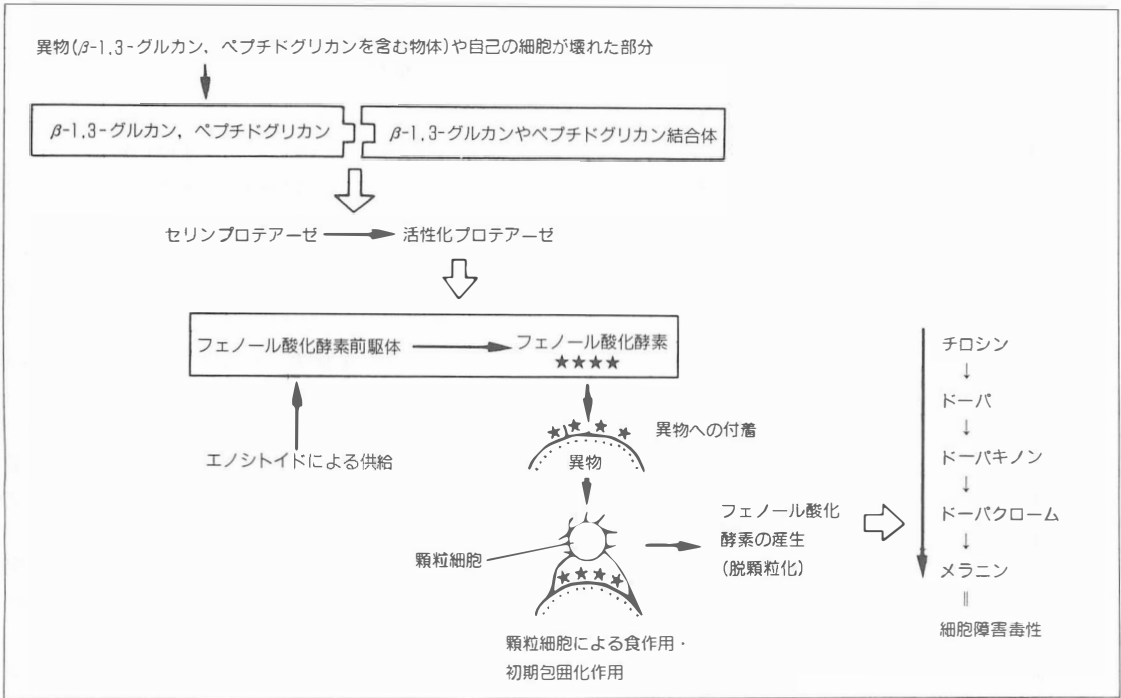 異物(β-1,3-グルカン, ペプチドグリカンを含む物体)や自己の細胞が壊れた部分
β-1,3-グルカン, ペプチドグリカン
β-1,3-グルカンやペプチドグリカン結合体
セリンプロテアーゼ
活性化プロテアーゼ
フェノール酸化酵素前駆体
フェノール酸化酵素
★★★★
エノシトイドによる供給
異物への付着
異物
顆粒細胞
フェノール酸化
酵素の産生
(脱顆粒化)
顆粒細胞による食作用・
初期包囲化作用
チロシン
↓
ドーパ
↓
ドーパキノン
↓
ドーパクローム
↓
メラニン
‖
細胞障害毒性